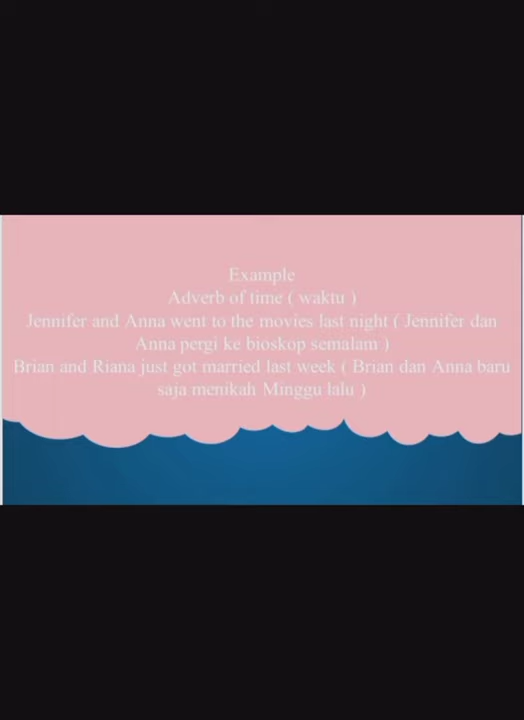 Example
Adverb of time ( waktu )
Jennifer and Anna went to the movies last night ( Jennifer dan
Anna pergi ke bioskop semalam )
Brian and Riana just got married last week ( Brian dan Anna baru
saja menikah Minggu lalu )